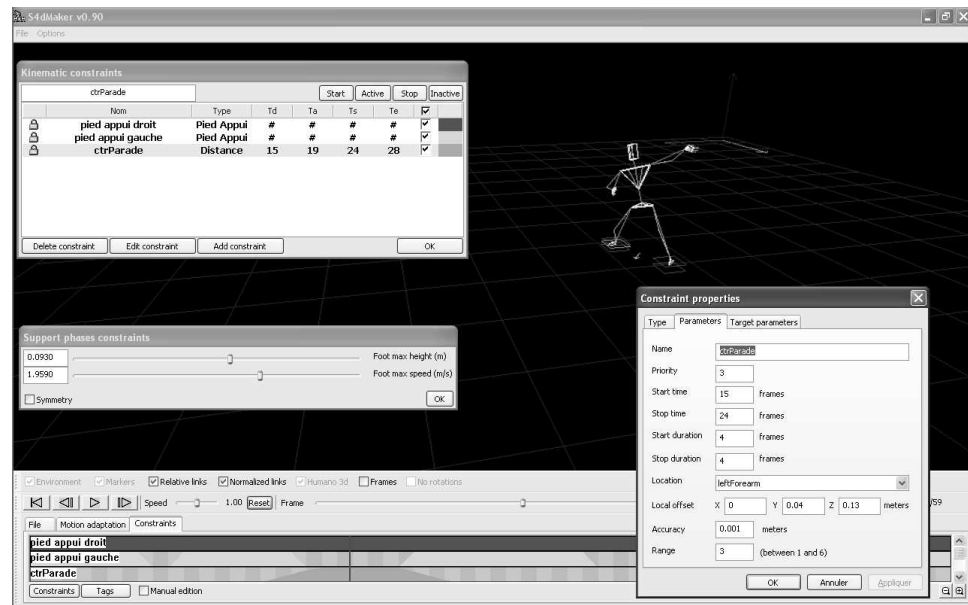 S4dMaker v0.90
File Options
Kinematic constraints
ctrParade Start Active Stop Inactive
Nom Type Td Ta Ts Te
pied appui droit Pied Appui # # # #
pied appui gauche Pied Appui # # # #
ctrParade Distance 15 19 24 28
Delete constraint Edit constraint Add constraint OK
Support phases constraints
0.0930 Foot max height (m)
1.9590 Foot max speed (m/s)
Symmetry OK
Constraint properties
Type Parameters Target parameters
Name ctrParade
Priority 3
Start time 15 frames
Stop time 24 frames
Start duration 4 frames
Stop duration 4 frames
Location leftForearm
Local offset X 0 Y 0.04 Z 0.13 meters
Accuracy 0.001 meters
Range 3 (between 1 and 6)
OK Annuler Appliquer
Environment Markers Relative links Normalized links Humano 3d Frames No rotations
Speed 1.00 Reset Frame /59
File Motion adaptation Constraints
pied appui droit
pied appui gauche
ctrParade
Constraints Tags Manual edition